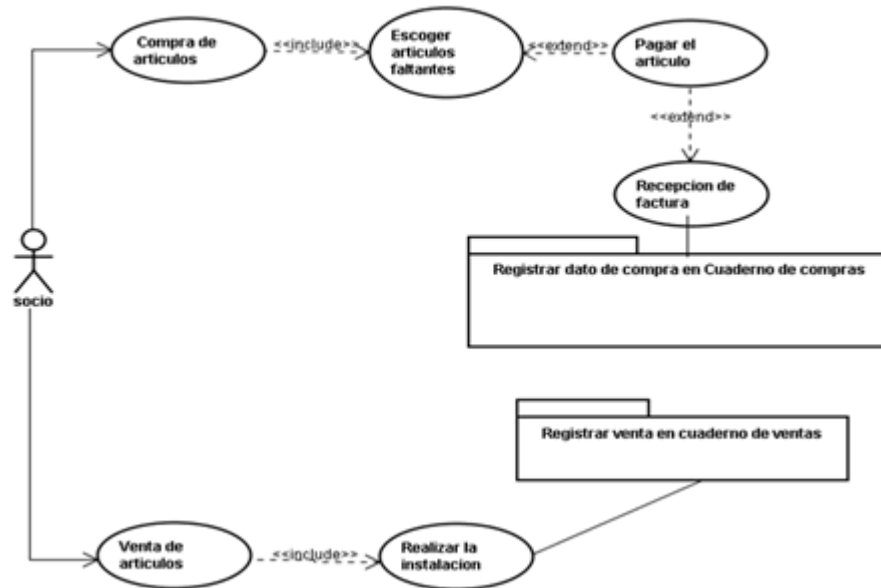 Compra de
articulos
<<include>>
Escoger
articulos
faltantes
<<extend>>
Pagar el
articulo
<<extend>>
Recepcion de
factura
Registrar dato de compra en Cuaderno de compras
socio
Registrar venta en cuaderno de ventas
Venta de
articulos
<<include>>
Realizar la
instalacion